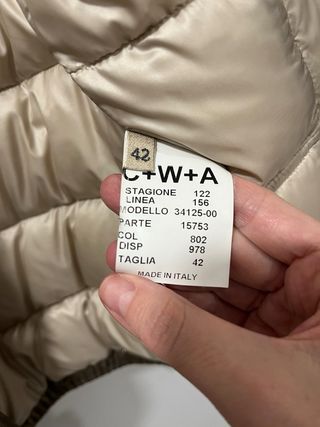 42
C+W+A
STAGIONE 122
LINEA 156
MODELLO 34125-00
PARTE 15753
COL 802
DISP 978
TAGLIA 42
MADE IN ITALY